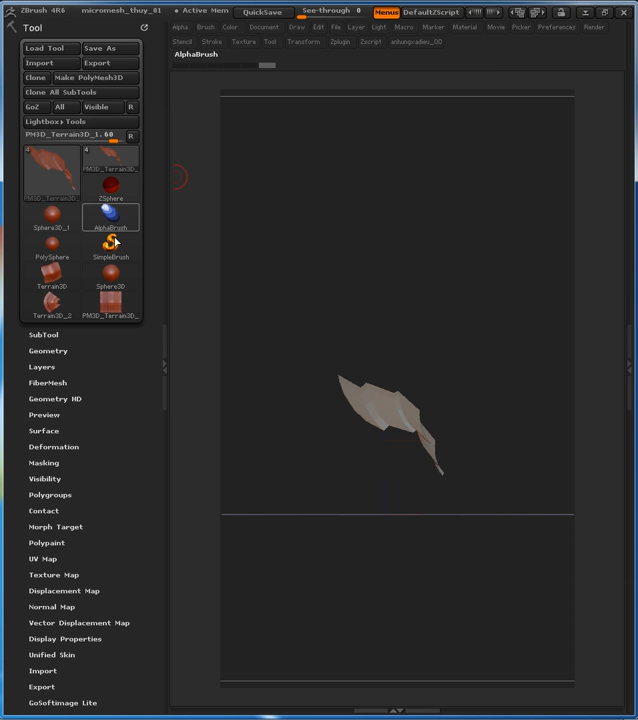 ZBrush 4R6 micromesh_thuy_01 • Active Mem QuickSave See-through 0 Menus DefaultZScript
Tool
Alpha Brush Color Document Draw Edit File Layer Light Macro Marker Material Movie Picker Preferences Render
Stencil Stroke Texture Tool Transform Zplugin Zscript
AlphaBrush
Load Tool Save As
Import Export
Clone Make PolyMesh3D
Clone All SubTools
GoZ All Visible R
Lightbox▸Tools
PM3D_Terrain3D_1.60 R
4 4
PM3D_Terrain3D_
PM3D_Terrain3D_ ZSphere
Sphere3D_1 AlphaBrush
PolySphere SimpleBrush
Terrain3D Sphere3D
Terrain3D_2 PM3D_Terrain3D_
SubTool
Geometry
Layers
FiberMesh
Geometry HD
Preview
Surface
Deformation
Masking
Visibility
Polygroups
Contact
Morph Target
Polypaint
UV Map
Texture Map
Displacement Map
Normal Map
Vector Displacement Map
Display Properties
Unified Skin
Import
Export
GoSoftimage Lite